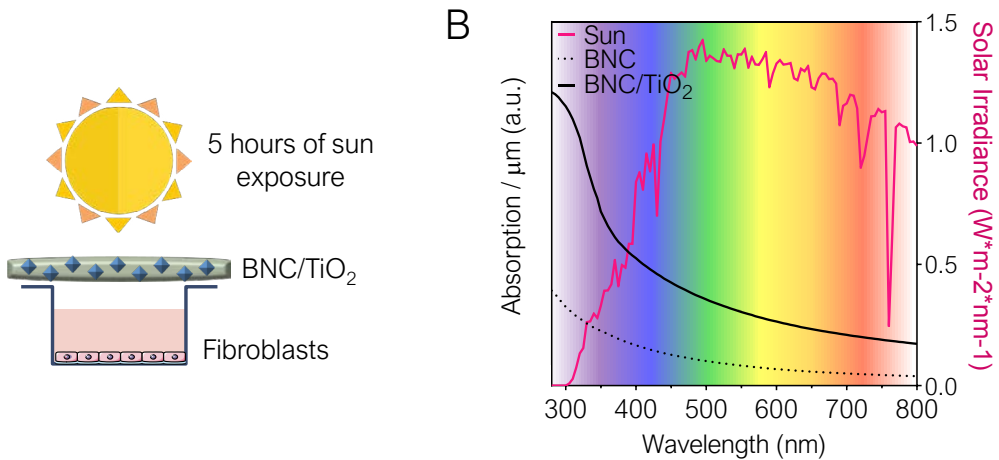 5 hours of sun
exposure
BNC/TiO₂
Fibroblasts
B
Sun
BNC
BNC/TiO₂
Absorption / μm (a.u.)
1.5
1.0
0.5
0.0
Solar Irradiance (W*m-2*nm-1)
300 400 500 600 700 800
Wavelength (nm)